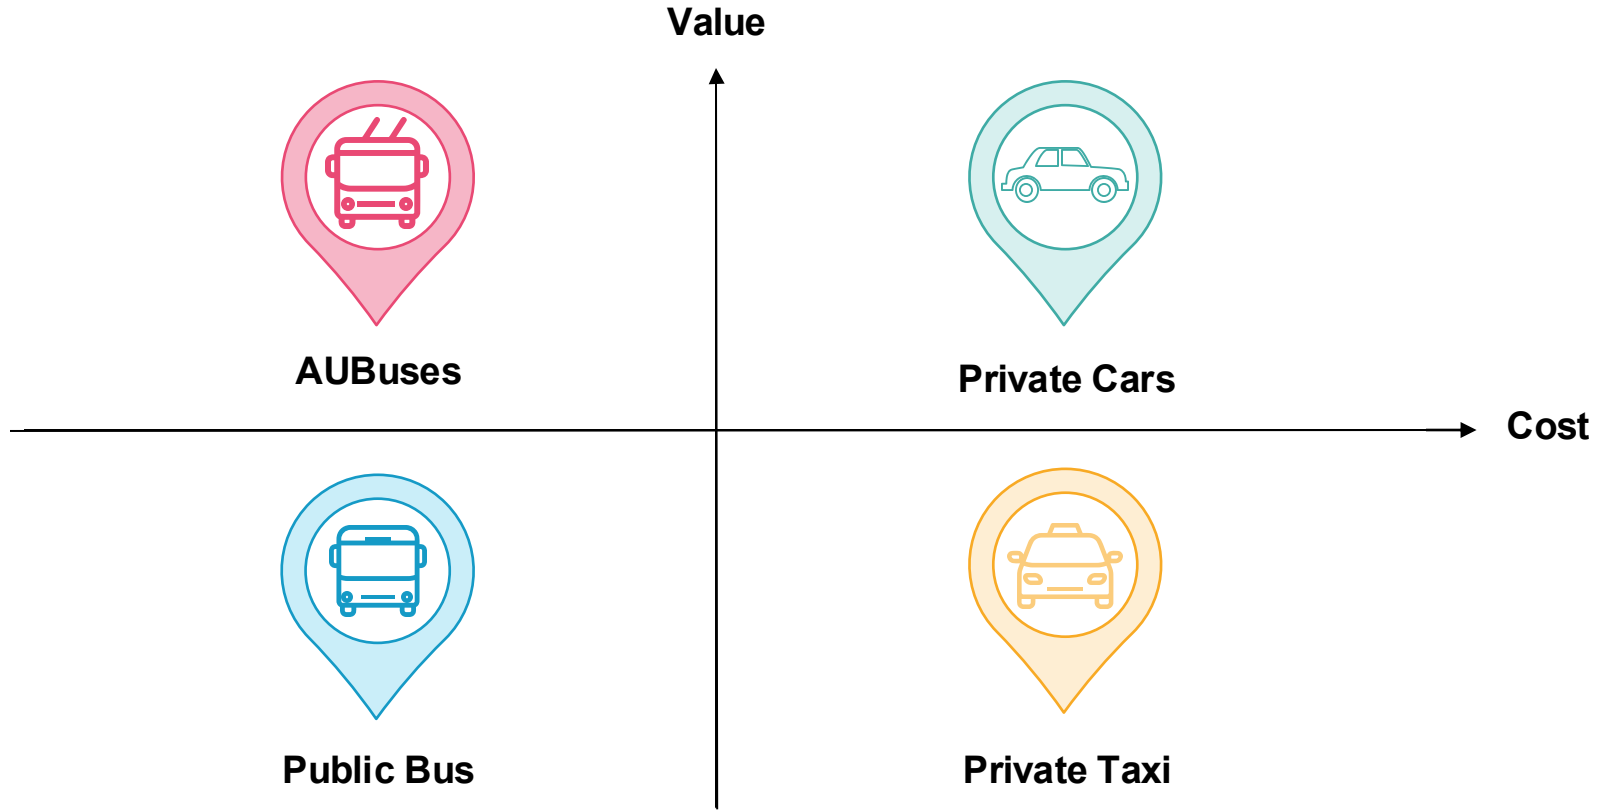 Value
AUBuses
Private Cars
Cost
Public Bus
Private Taxi